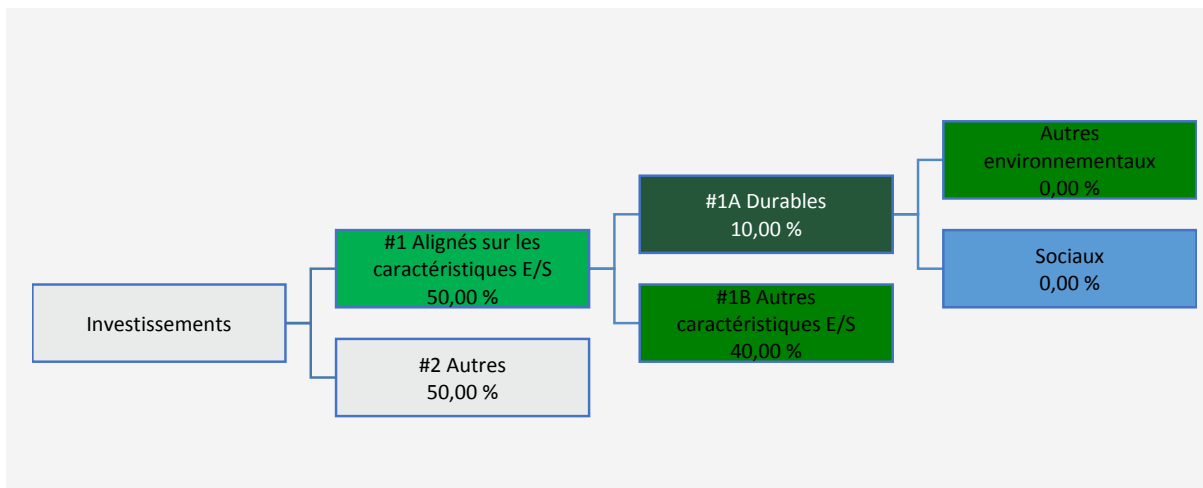 Investissements
#1 Alignés sur les
caractéristiques E/S
50,00 %
#2 Autres
50,00 %
#1A Durables
10,00 %
#1B Autres
caractéristiques E/S
40,00 %
Autres
environnementaux
0,00 %
Sociaux
0,00 %